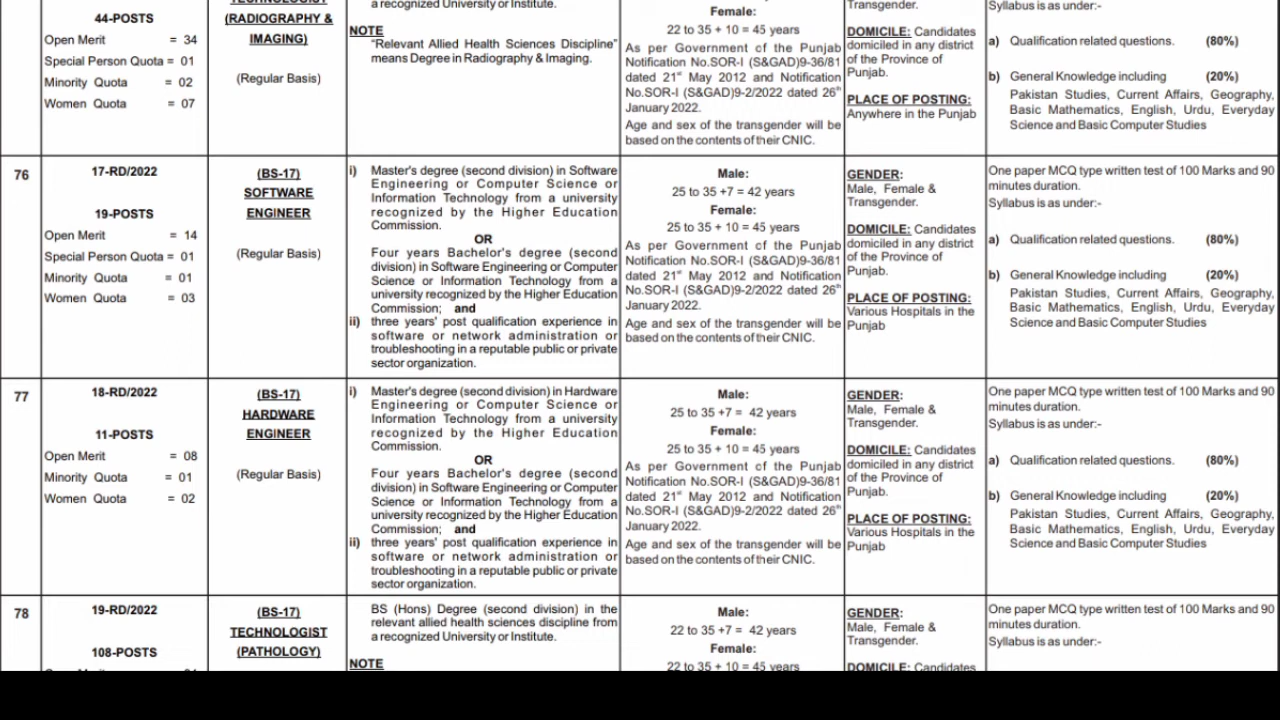 44-POSTS
Open Merit = 34
Special Person Quota = 01
Minority Quota = 02
Women Quota = 07
(RADIOGRAPHY &
IMAGING)
(Regular Basis)
a recognized University or Institute.
NOTE
"Relevant Allied Health Sciences Discipline"
means Degree in Radiography & Imaging.
Female:
22 to 35 + 10 = 45 years
As per Government of the Punjab
Notification No.SOR-I (S&GAD)9-36/81
dated 21st May 2012 and Notification
No.SOR-I (S&GAD)9-2/2022 dated 26th
January 2022.
Age and sex of the transgender will be
based on the contents of their CNIC.
Transgender.
DOMICILE: Candidates
domiciled in any district
of the Province of
Punjab.
PLACE OF POSTING:
Anywhere in the Punjab
Syllabus is as under:-
a) Qualification related questions. (80%)
b) General Knowledge including (20%)
Pakistan Studies, Current Affairs, Geography,
Basic Mathematics, English, Urdu, Everyday
Science and Basic Computer Studies
76
17-RD/2022
19-POSTS
Open Merit = 14
Special Person Quota = 01
Minority Quota = 01
Women Quota = 03
(BS-17)
SOFTWARE
ENGINEER
(Regular Basis)
i) Master's degree (second division) in Software
Engineering or Computer Science or
Information Technology from a university
recognized by the Higher Education
Commission.
OR
Four years Bachelor's degree (second
division) in Software Engineering or Computer
Science or Information Technology from a
university recognized by the Higher Education
Commission; and
ii) three years' post qualification experience in
software or network administration or
troubleshooting in a reputable public or private
sector organization.
Male:
25 to 35 +7 = 42 years
Female:
25 to 35 + 10 = 45 years
As per Government of the Punjab
Notification No.SOR-I (S&GAD)9-36/81
dated 21st May 2012 and Notification
No.SOR-I (S&GAD)9-2/2022 dated 26th
January 2022.
Age and sex of the transgender will be
based on the contents of their CNIC.
GENDER:
Male, Female &
Transgender.
DOMICILE: Candidates
domiciled in any district
of the Province of
Punjab.
PLACE OF POSTING:
Various Hospitals in the
Punjab
One paper MCQ type written test of 100 Marks and 90
minutes duration.
Syllabus is as under:-
a) Qualification related questions. (80%)
b) General Knowledge including (20%)
Pakistan Studies, Current Affairs, Geography,
Basic Mathematics, English, Urdu, Everyday
Science and Basic Computer Studies
77
18-RD/2022
11-POSTS
Open Merit = 08
Minority Quota = 01
Women Quota = 02
(BS-17)
HARDWARE
ENGINEER
(Regular Basis)
i) Master's degree (second division) in Hardware
Engineering or Computer Science or
Information Technology from a university
recognized by the Higher Education
Commission.
OR
Four years Bachelor's degree (second
division) in Software Engineering or Computer
Science or Information Technology from a
university recognized by the Higher Education
Commission; and
ii) three years' post qualification experience in
software or network administration or
troubleshooting in a reputable public or private
sector organization.
Male:
25 to 35 +7 = 42 years
Female:
25 to 35 + 10 = 45 years
As per Government of the Punjab
Notification No.SOR-I (S&GAD)9-36/81
dated 21st May 2012 and Notification
No.SOR-I (S&GAD)9-2/2022 dated 26th
January 2022.
Age and sex of the transgender will be
based on the contents of their CNIC.
GENDER:
Male, Female &
Transgender.
DOMICILE: Candidates
domiciled in any district
of the Province of
Punjab.
PLACE OF POSTING:
Various Hospitals in the
Punjab
One paper MCQ type written test of 100 Marks and 90
minutes duration.
Syllabus is as under:-
a) Qualification related questions. (80%)
b) General Knowledge including (20%)
Pakistan Studies, Current Affairs, Geography,
Basic Mathematics, English, Urdu, Everyday
Science and Basic Computer Studies
78
19-RD/2022
108-POSTS
(BS-17)
TECHNOLOGIST
(PATHOLOGY)
BS (Hons) Degree (second division) in the
relevant allied health sciences discipline from
a recognized University or Institute.
NOTE
Male:
22 to 35 +7 = 42 years
Female:
22 to 35 + 10 = 45 years
GENDER:
Male, Female &
Transgender.
DOMICILE: Candidates
One paper MCQ type written test of 100 Marks and 90
minutes duration.
Syllabus is as under:-